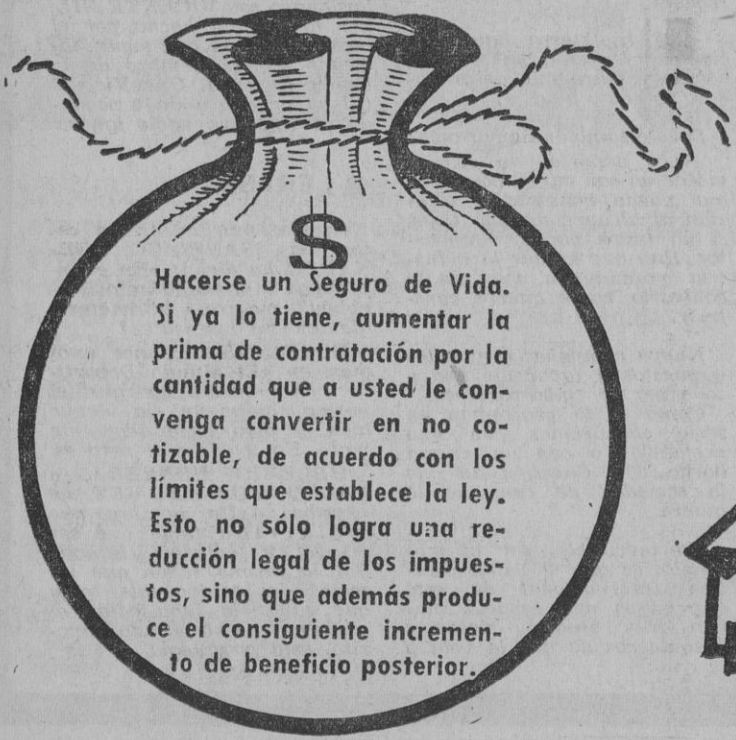 $
Hacerse un Seguro de Vida.
Si ya lo tiene, aumentar la
prima de contratación por la
cantidad que a usted le con-
venga convertir en no co-
tizable, de acuerdo con los
límites que establece la ley.
Esto no sólo logra una re-
ducción legal de los impues-
tos, sino que además produ-
ce el consiguiente incremen-
to de beneficio posterior.